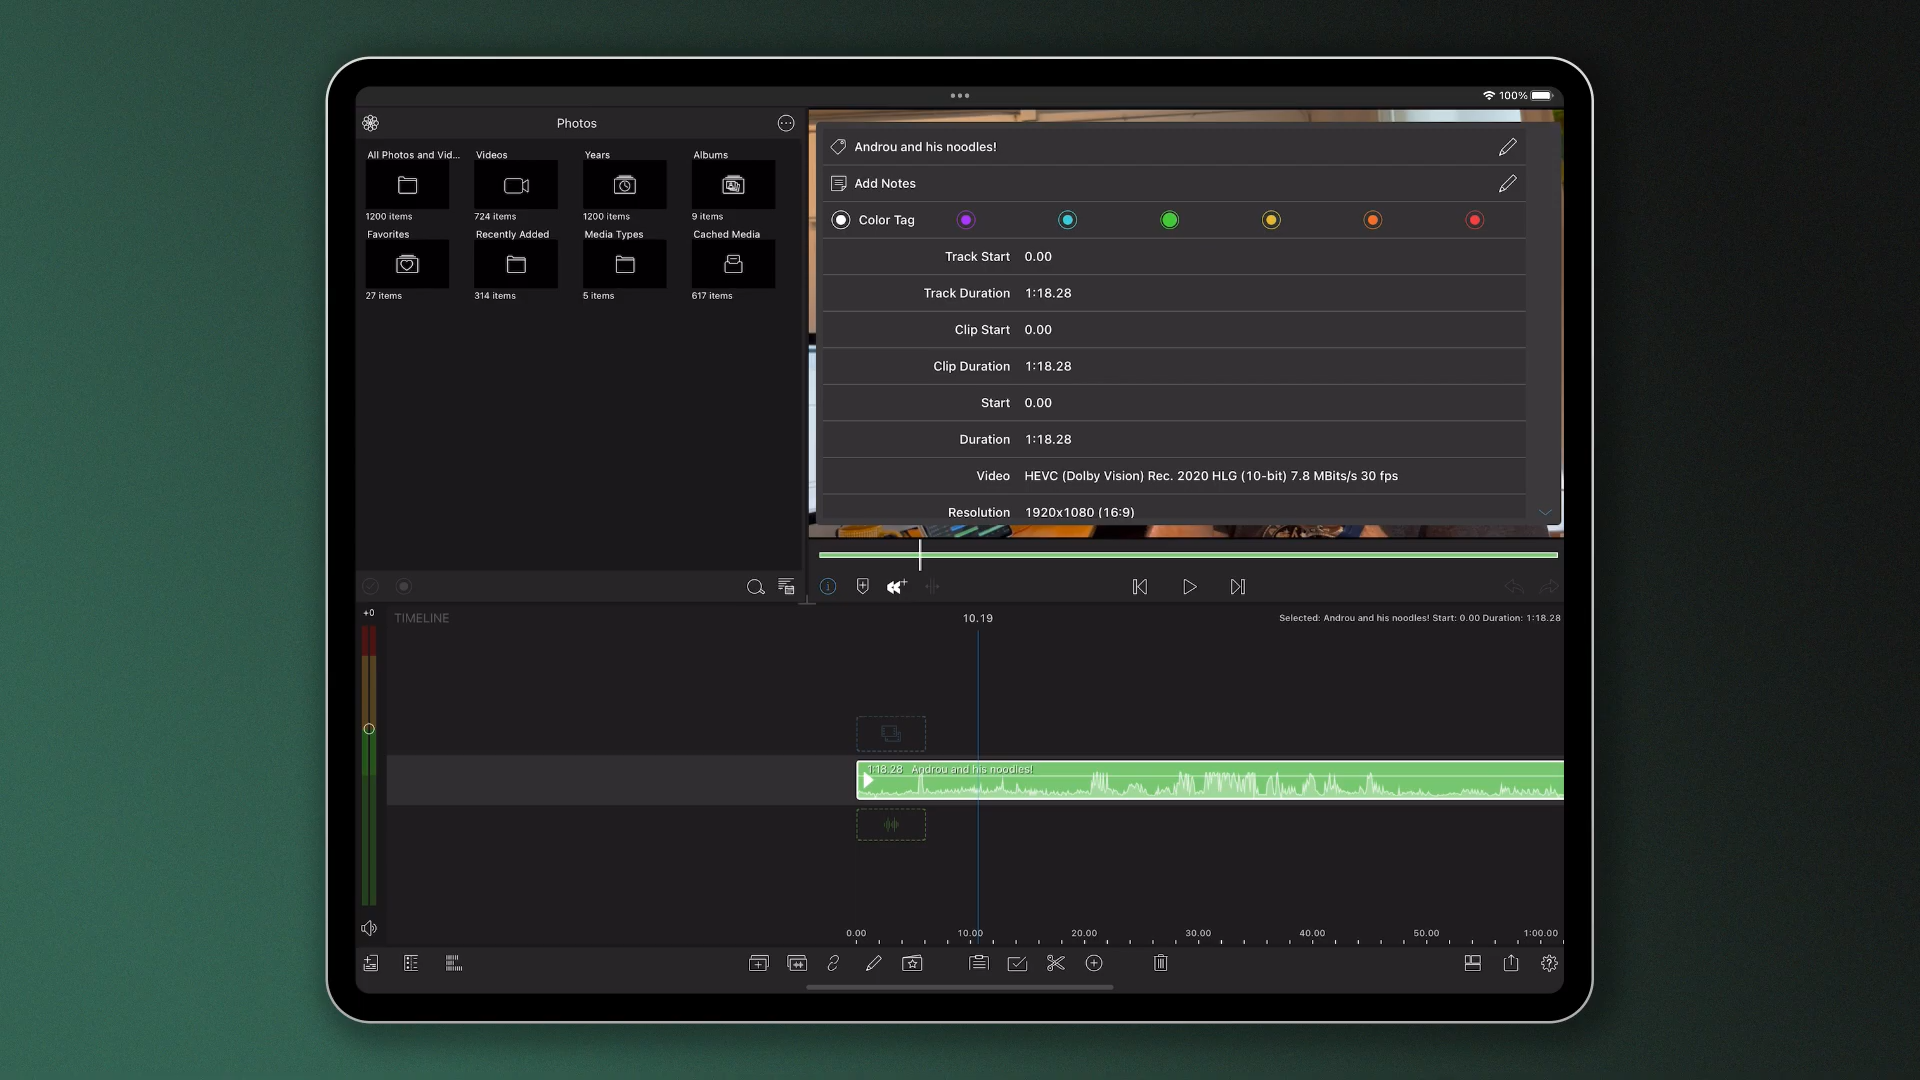 100%
Photos
All Photos and Vid...
Videos
Years
Albums
1200 items
724 items
1200 items
9 items
Favorites
Recently Added
Media Types
Cached Media
27 items
314 items
5 items
617 items
Androu and his noodles!
Add Notes
Color Tag
Track Start 0.00
Track Duration 1:18.28
Clip Start 0.00
Clip Duration 1:18.28
Start 0.00
Duration 1:18.28
Video HEVC (Dolby Vision) Rec. 2020 HLG (10-bit) 7.8 MBits/s 30 fps
Resolution 1920x1080 (16:9)
+0
TIMELINE
10.19
Selected: Androu and his noodles! Start: 0.00 Duration: 1:18.28
1:18.28 Androu and his noodles!
0.00 10.00 20.00 30.00 40.00 50.00 1:00.00